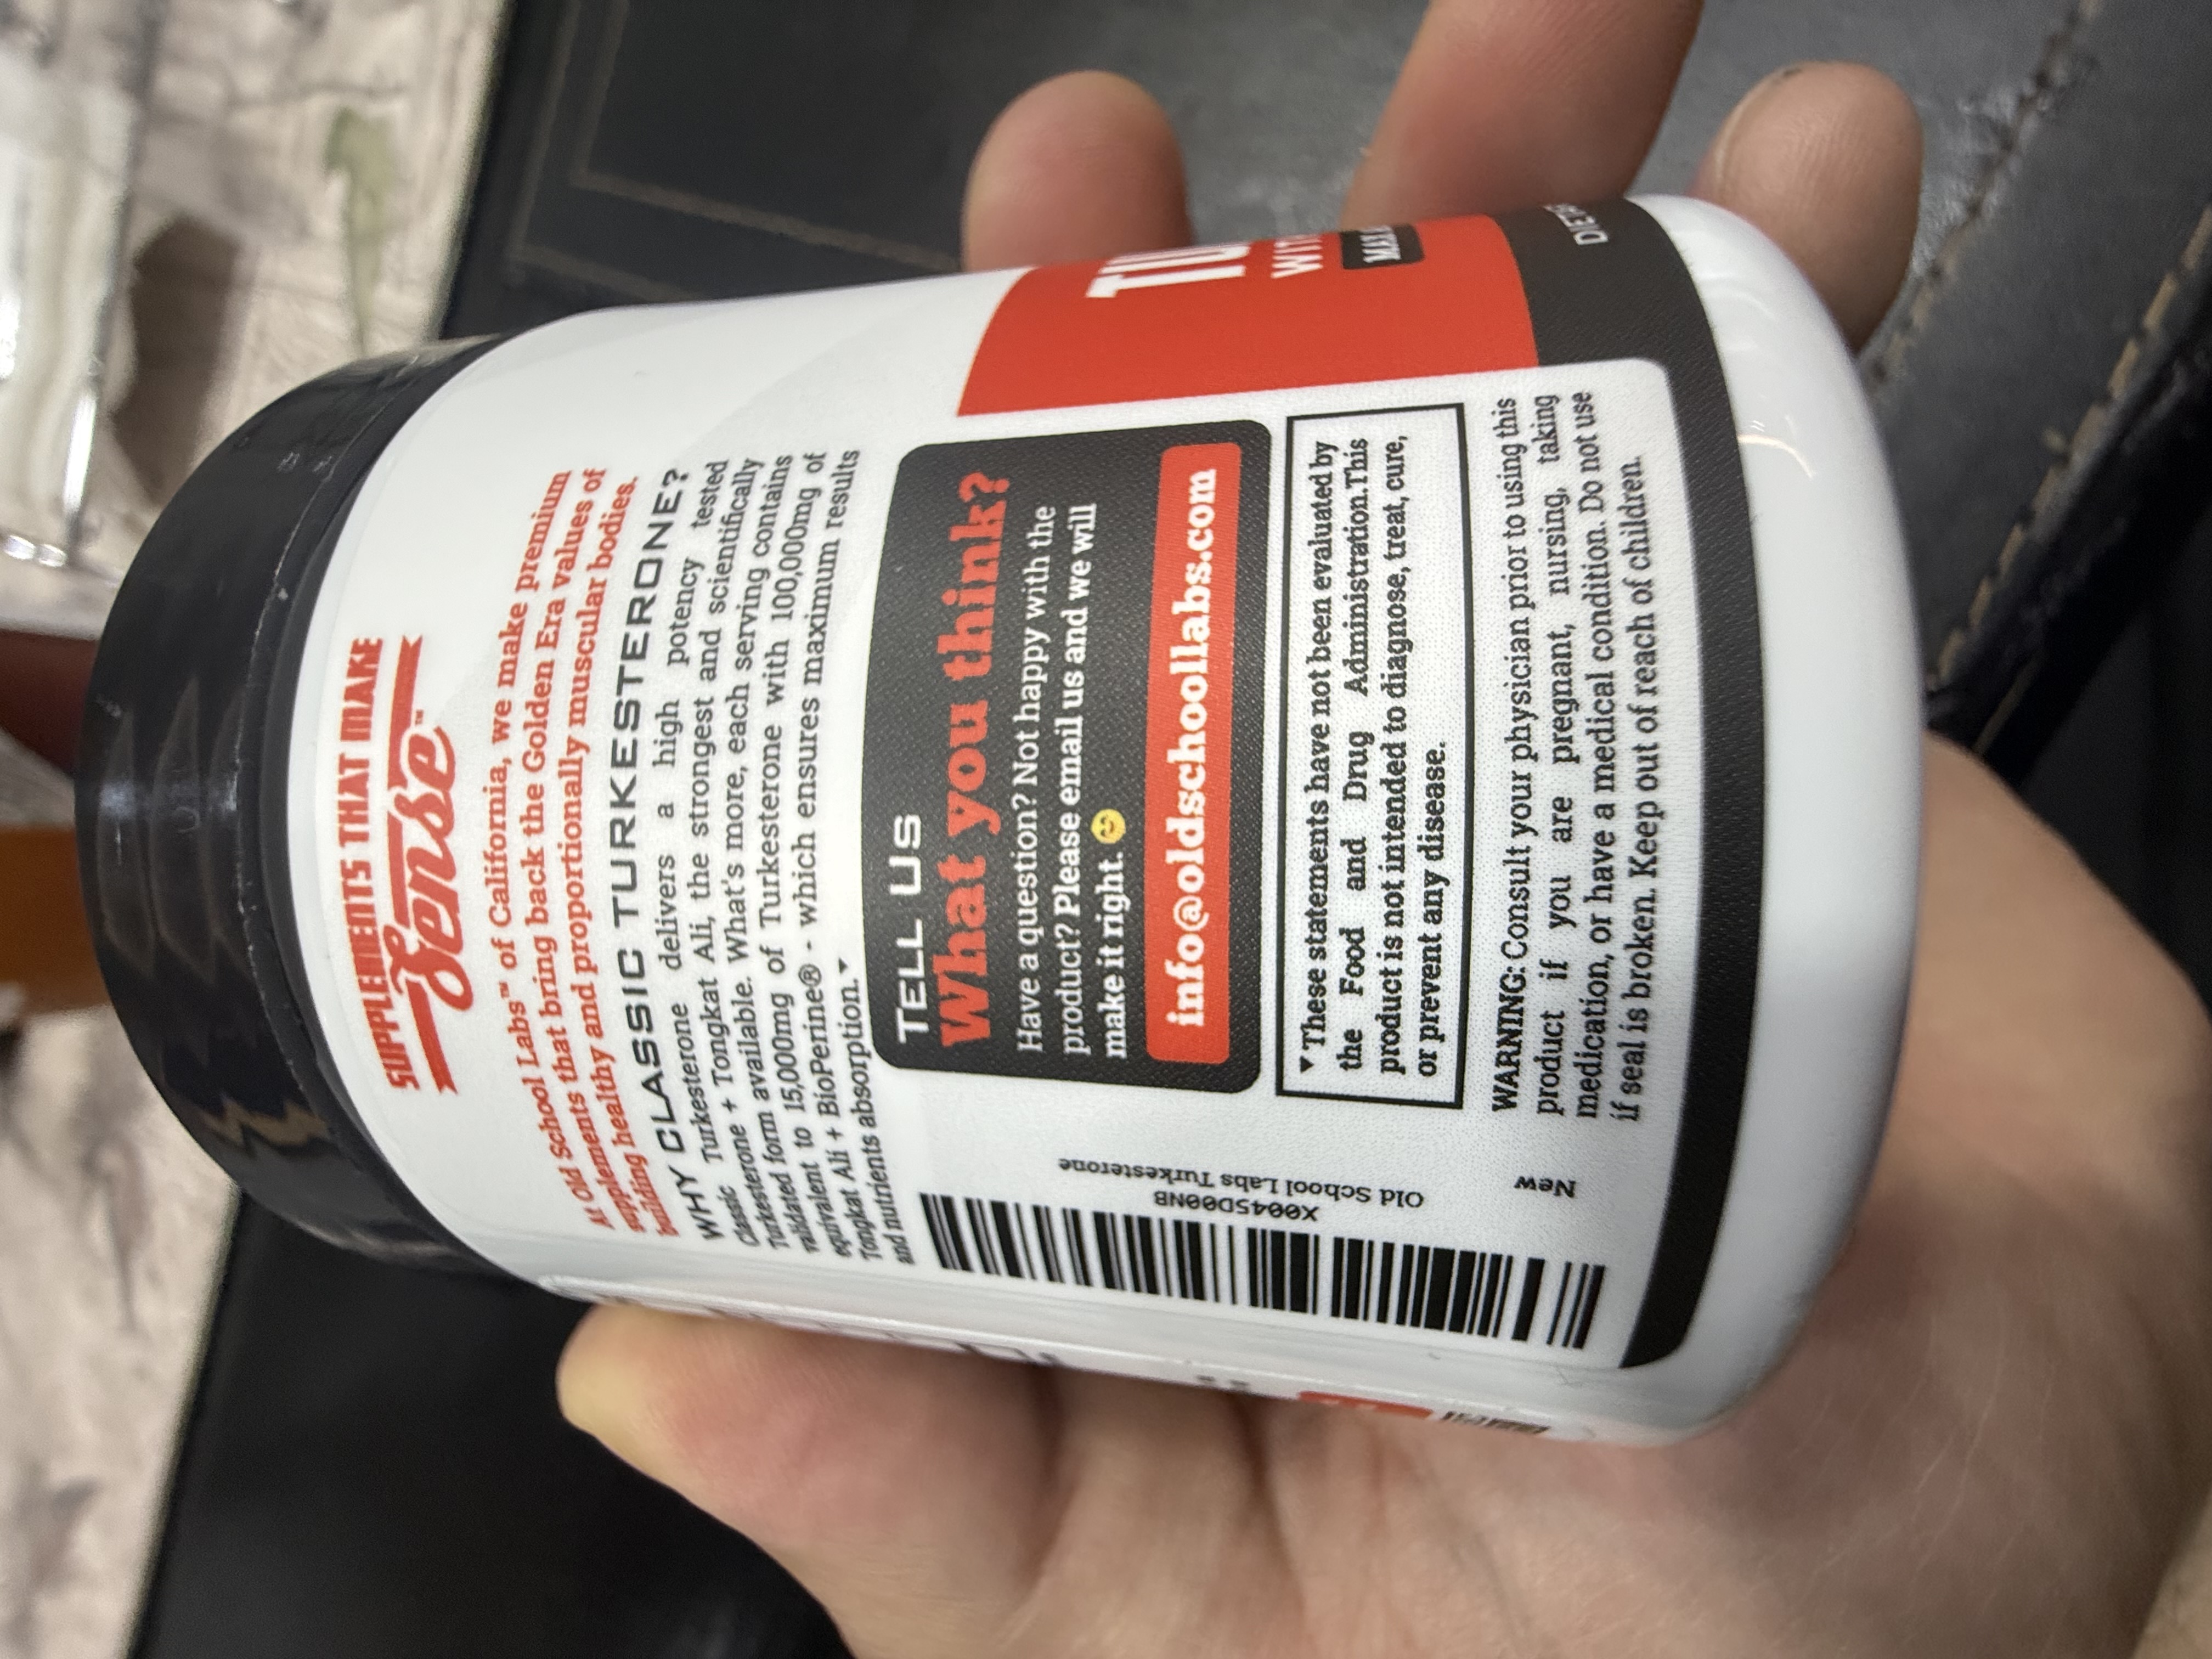 SUPPLEMENTS THAT MAKE
Sense™
At Old School Labs™ of California, we make premium
supplements that bring back the Golden Era values of
building healthy and proportionally muscular bodies.
WHY CLASSIC TURKESTERONE?
Classic Turkesterone delivers a high potency tested
Turkesterone + Tongkat Ali, the strongest and scientifically
validated form available. What's more, each serving contains
equivalent to 15,000mg of Turkesterone with 100,000mg of
Tongkat Ali + BioPerine® - which ensures maximum results
and nutrients absorption.▼
TELL US
What you think?
Have a question? Not happy with the
product? Please email us and we will
make it right. 😊
info@oldschoollabs.com
▼These statements have not been evaluated by
the Food and Drug Administration.This
product is not intended to diagnose, treat, cure,
or prevent any disease.
WARNING: Consult your physician prior to using this
product if you are pregnant, nursing, taking
medication, or have a medical condition. Do not use
if seal is broken. Keep out of reach of children.
X0045D00NB
Old School Labs Turkesterone
New